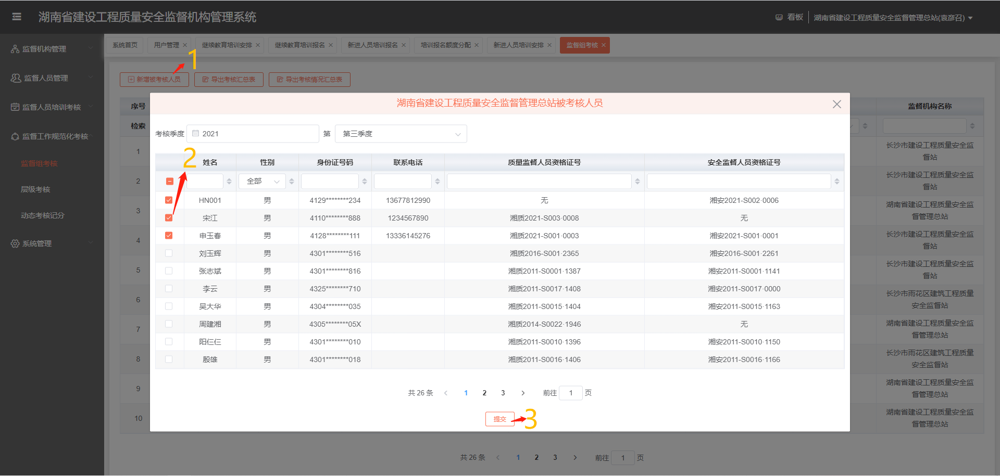 湖南省建设工程质量安全监督机构管理系统
看板 湖南省建设工程质量安全监督管理总站(袁彦召)
监督机构管理
监督人员管理
监督人员培训考核
监督工作规范化考核
监督组考核
层级考核
动态考核记分
系统管理
系统首页 用户管理 继续教育培训安排 继续教育培训报名 新进人员培训报名 培训报名额度分配 新进人员培训安排 监督组考核
1
新增被考核人员 导出考核汇总表 导出考核情况汇总表
序号 监督机构名称
检索
1 长沙市建设工程质量安全监
督站
2 长沙市建设工程质量安全监
督站
3 湖南省建设工程质量安全监
督管理总站
4 长沙市建设工程质量安全监
督站
5 长沙市建设工程质量安全监
督站
6 长沙市雨花区建筑工程质量
安全监督站
7 湖南省建设工程质量安全监
督管理总站
8 长沙市雨花区建筑工程质量
安全监督站
9 湖南省建设工程质量安全监
督管理总站
10 湖南省建设工程质量安全监
督管理总站
湖南省建设工程质量安全监督管理总站被考核人员
考核季度 2021 第 第三季度
2
姓名 性别 身份证号码 联系电话 质量监督人员资格证号 安全监督人员资格证号
全部
HN001 男 4129********234 13677812990 无 湘安2021-S002·0006
宋江 男 4110********888 1234567890 湘质2021-S003·0008 无
申玉春 男 4128********111 13336145276 湘质2021-S001·0003 湘安2021-S001·0001
刘玉辉 男 4301********516 湘质2016-S001·2365 湘安2016-S001·2261
张志斌 男 4301********816 湘质2011-S0001·1387 湘安2011-S0001·1141
李云 男 4325********710 湘质2011-S0017·1408 湘安2011-S0017·0000
吴大华 男 4304********035 湘质2011-S0015·1404 湘安2011-S0015·1163
周建湘 男 4305********05X 湘质2014-S0022·1946 无
阳仨仨 男 4301********010 湘质2011-S0010·1396 湘安2011-S0010·1150
殷雄 男 4301********018 湘质2011-S0016·1406 湘安2011-S0016·1166
共 26 条 1 2 3 前往 1 页
提交
3
共 26 条 1 2 3 前往 1 页